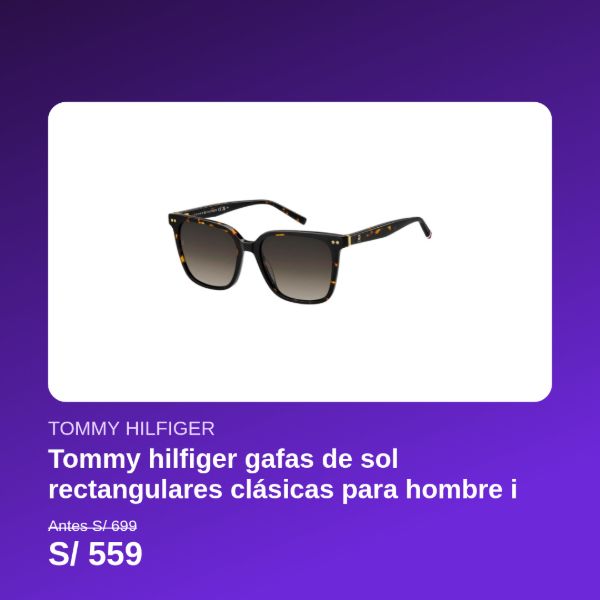 TOMMY HILFIGER
Tommy hilfiger gafas de sol
rectangulares clásicas para hombre i
Antes S/ 699
S/ 559